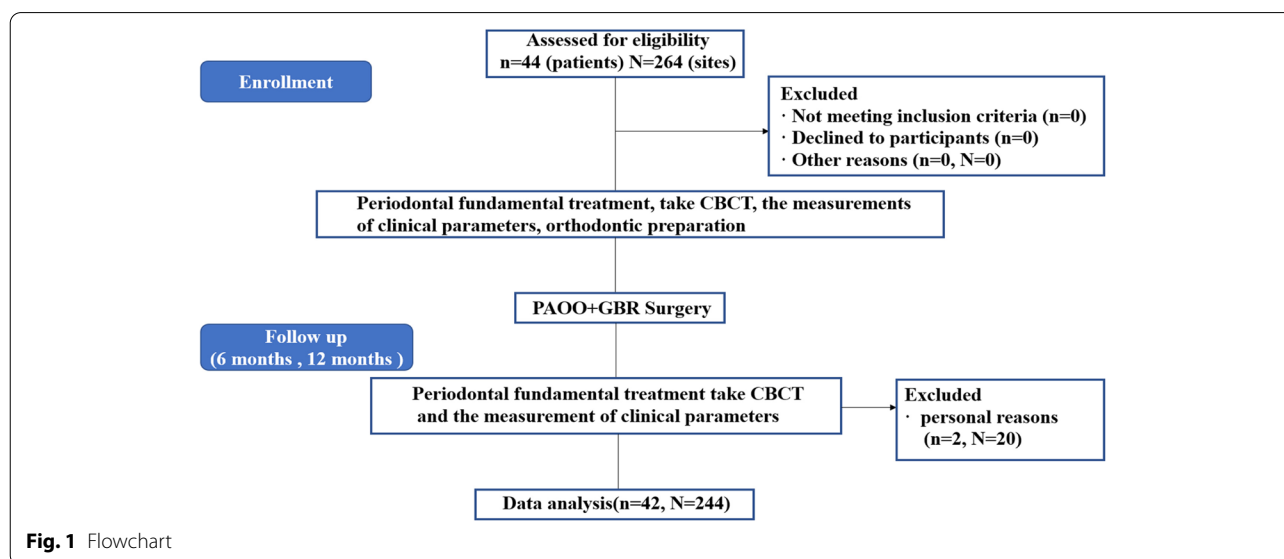 Assessed for eligibility
n=44 (patients) N=264 (sites)
Enrollment
Excluded
· Not meeting inclusion criteria (n=0)
· Declined to participants (n=0)
· Other reasons (n=0, N=0)
Periodontal fundamental treatment, take CBCT, the measurements
of clinical parameters, orthodontic preparation
PAOO+GBR Surgery
Follow up
(6 months , 12 months )
Periodontal fundamental treatment take CBCT
and the measurement of clinical parameters
Excluded
· personal reasons
(n=2, N=20)
Data analysis(n=42, N=244)
Fig. 1 Flowchart